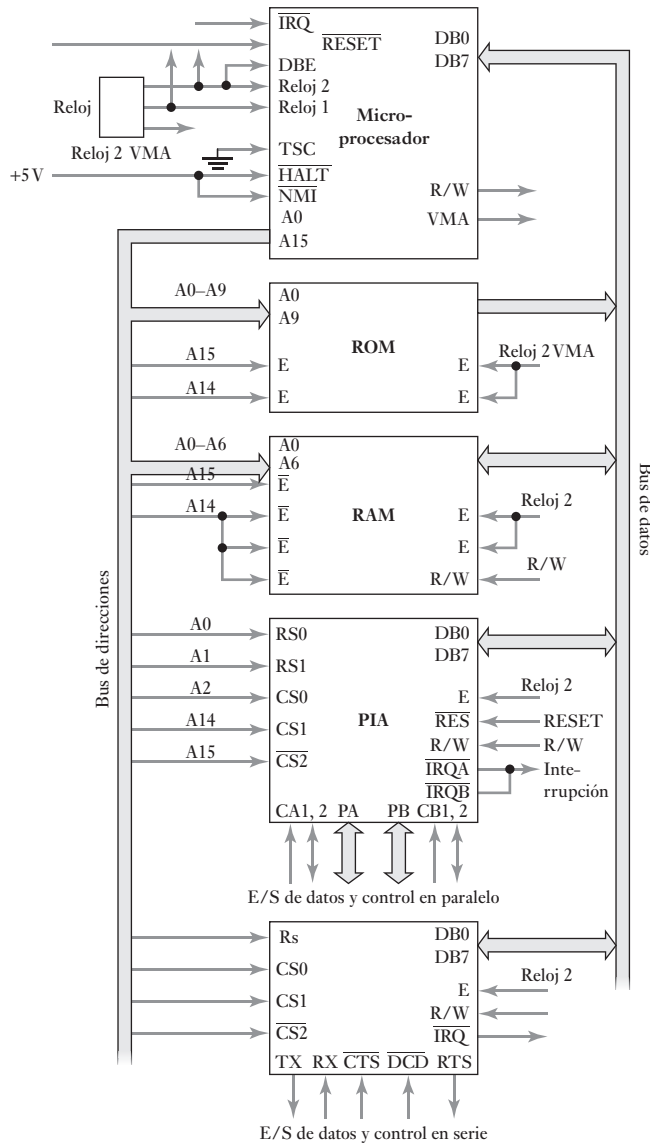 IRQ
RESET
DBE
Reloj 2
Reloj 1
Reloj
Reloj 2 VMA
TSC
+5 V
HALT
NMI
A0
A15
Micro-
procesador
DB0
DB7
R/W
VMA
A0–A9
A0
A9
ROM
A15
E
A14
E
E
Reloj 2 VMA
E
A0–A6
A0
A6
A15
E
A14
E
E
E
RAM
E
Reloj 2
E
R/W
R/W
Bus de datos
Bus de direcciones
A0
RS0
A1
RS1
A2
CS0
A14
CS1
A15
CS2
PIA
DB0
DB7
E
Reloj 2
RES
RESET
R/W
R/W
IRQA
IRQB
Inte-
rrupción
CA1, 2 PA PB CB1, 2
E/S de datos y control en paralelo
Rs
CS0
CS1
CS2
DB0
DB7
E
Reloj 2
R/W
IRQ
TX RX CTS DCD RTS
E/S de datos y control en serie